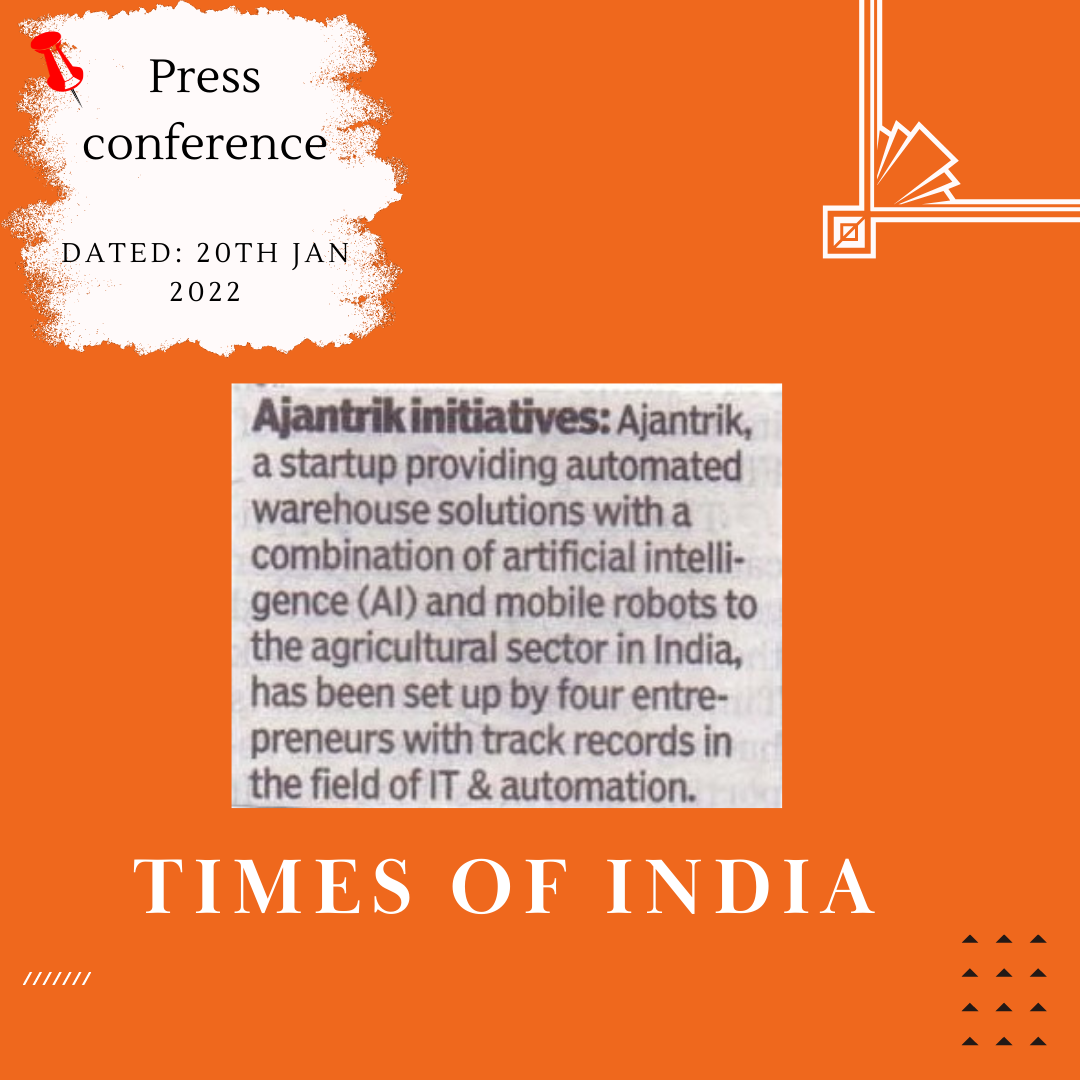 Press
conference
DATED: 20TH JAN
2022
Ajantrik initiatives: Ajantrik,
a startup providing automated
warehouse solutions with a
combination of artificial intelli-
gence (AI) and mobile robots to
the agricultural sector in India,
has been set up by four entre-
preneurs with track records in
the field of IT & automation.
TIMES OF INDIA
///////